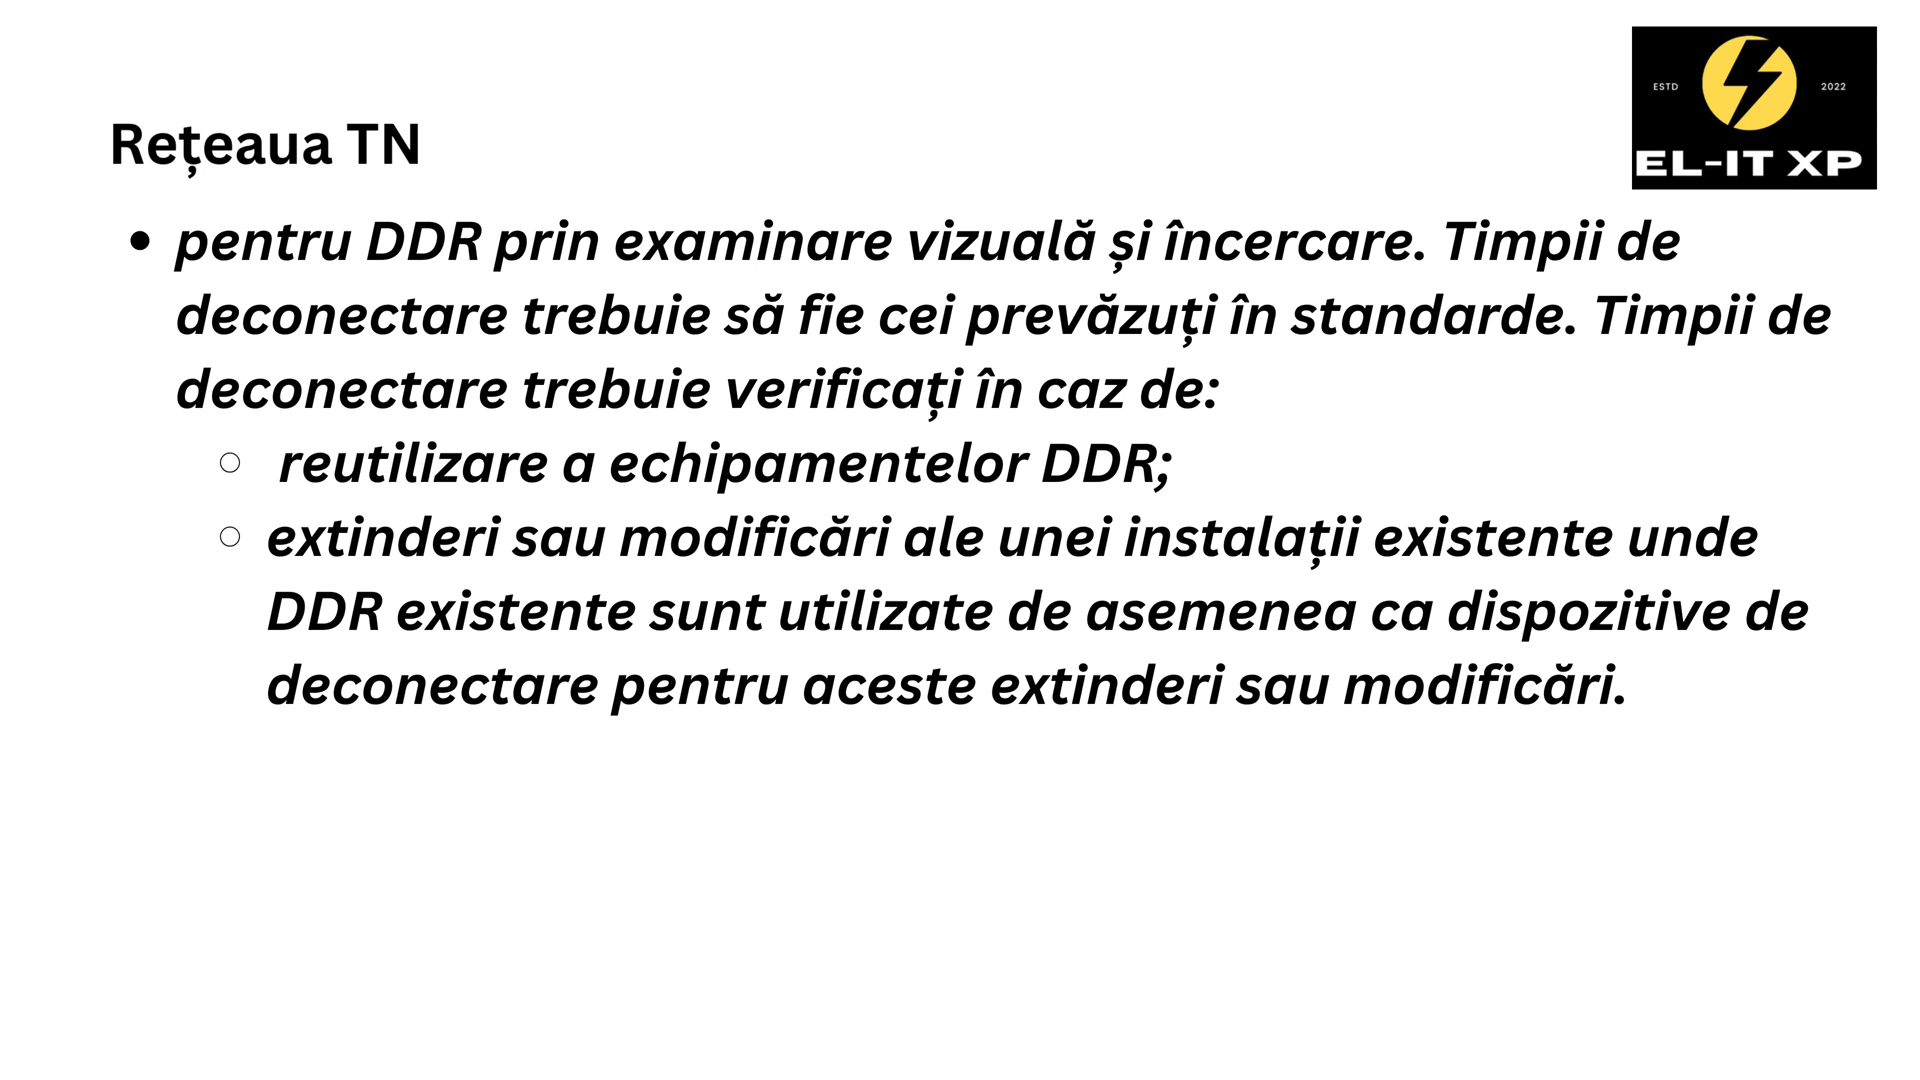 ESTD
2022
EL-IT XP
Rețeaua TN
• pentru DDR prin examinare vizuală și încercare. Timpii de
deconectare trebuie să fie cei prevăzuți în standarde. Timpii de
deconectare trebuie verificați în caz de:
○ reutilizare a echipamentelor DDR;
○ extinderi sau modificări ale unei instalații existente unde
DDR existente sunt utilizate de asemenea ca dispozitive de
deconectare pentru aceste extinderi sau modificări.